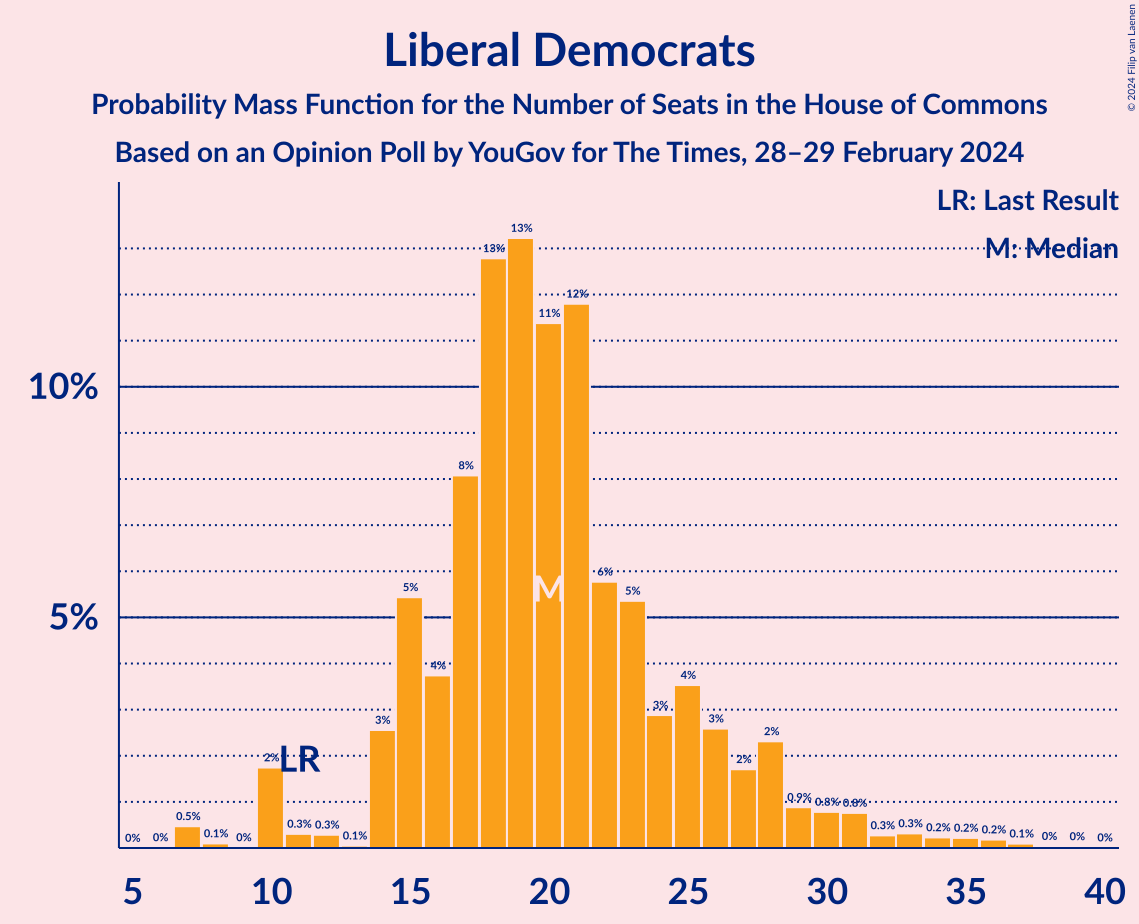 Liberal Democrats
Probability Mass Function for the Number of Seats in the House of Commons
Based on an Opinion Poll by YouGov for The Times, 28–29 February 2024
© 2024 Filip van Laenen
LR: Last Result
M: Median
10%
5%
0% 0% 0.5% 0.1% 0% 2% 0.3% 0.3% 0.1% 3% 5% 4% 8% 13% 13% 11% 12% 6% 5% 3% 4% 3% 2% 2% 0.9% 0.8% 0.8% 0.3% 0.3% 0.2% 0.2% 0.2% 0.1% 0% 0% 0%
LR
M
5 10 15 20 25 30 35 40